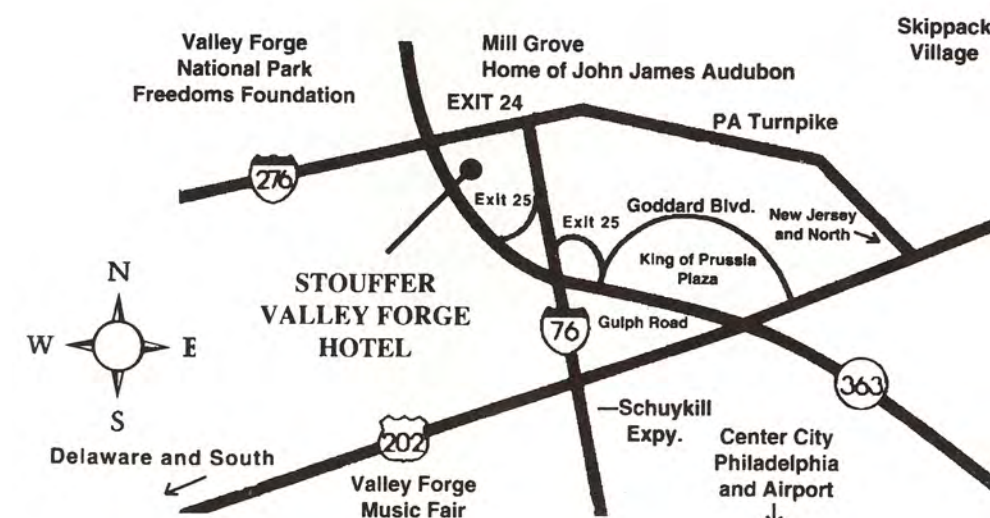 Skippack
Village
Valley Forge
National Park
Freedoms Foundation
Mill Grove
Home of John James Audubon
EXIT 24
PA Turnpike
276
Exit 25
Exit 25
Goddard Blvd.
New Jersey
and North
King of Prussia
Plaza
STOUFFER
VALLEY FORGE
HOTEL
N
W
E
S
76
Gulph Road
363
202
—Schuykill
Expy.
Delaware and South
Valley Forge
Music Fair
Center City
Philadelphia
and Airport